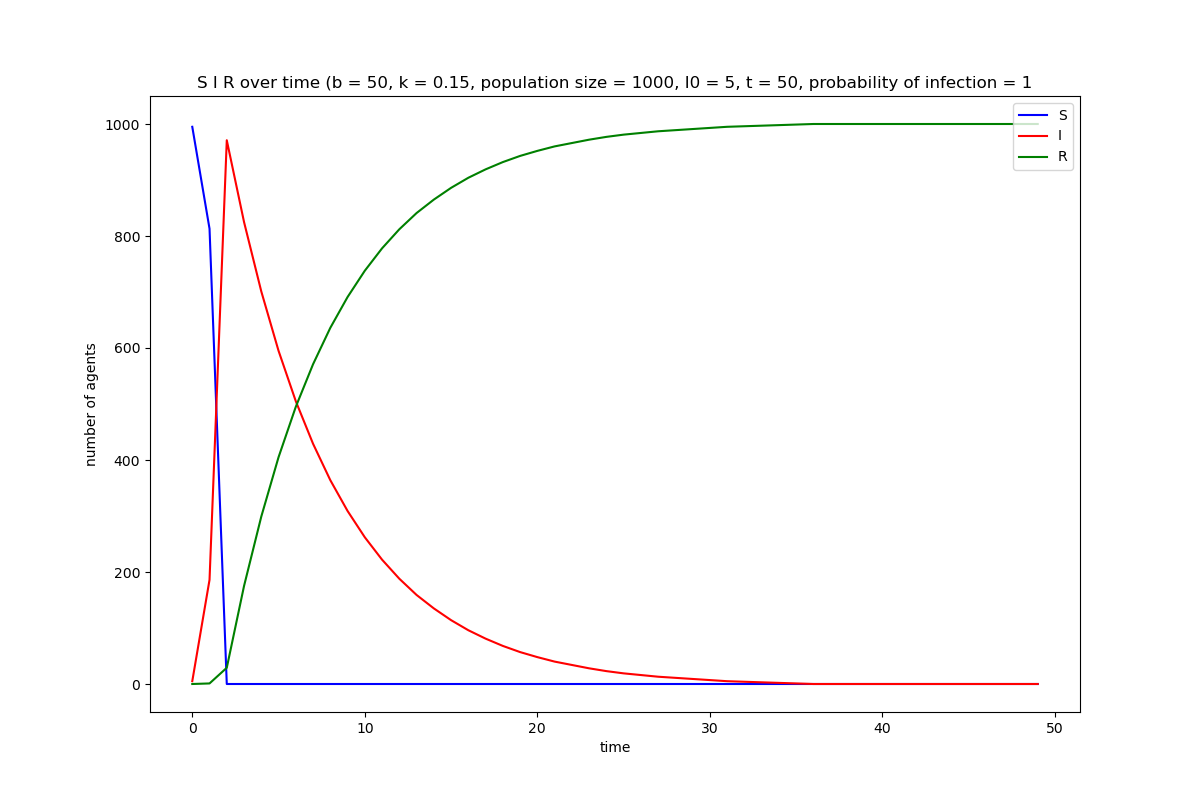 S I R over time (b = 50, k = 0.15, population size = 1000, I0 = 5, t = 50, probability of infection = 1
S
I
R
1000
800
600
400
200
0
number of agents
0 10 20 30 40 50
time